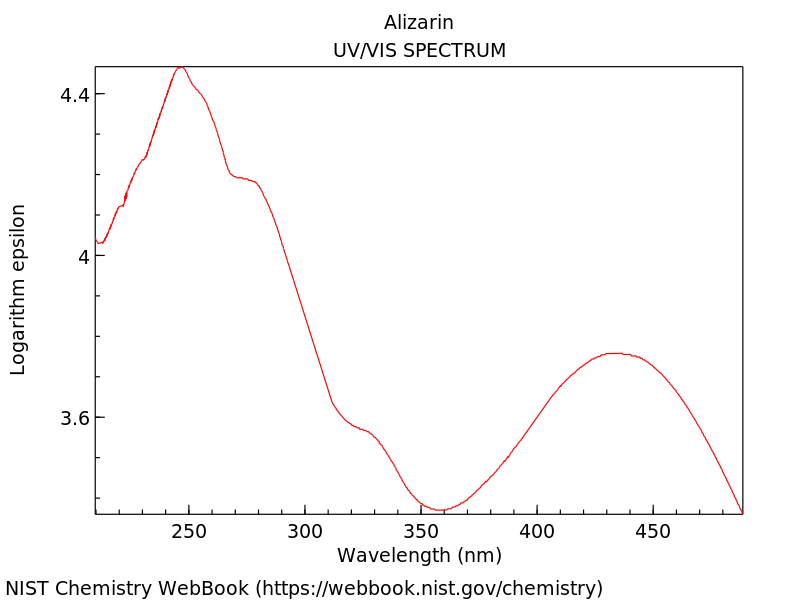 Alizarin
UV/VIS SPECTRUM
Logarithm epsilon
4.4
4
3.6
250 300 350 400 450
Wavelength (nm)
NIST Chemistry WebBook (https://webbook.nist.gov/chemistry)